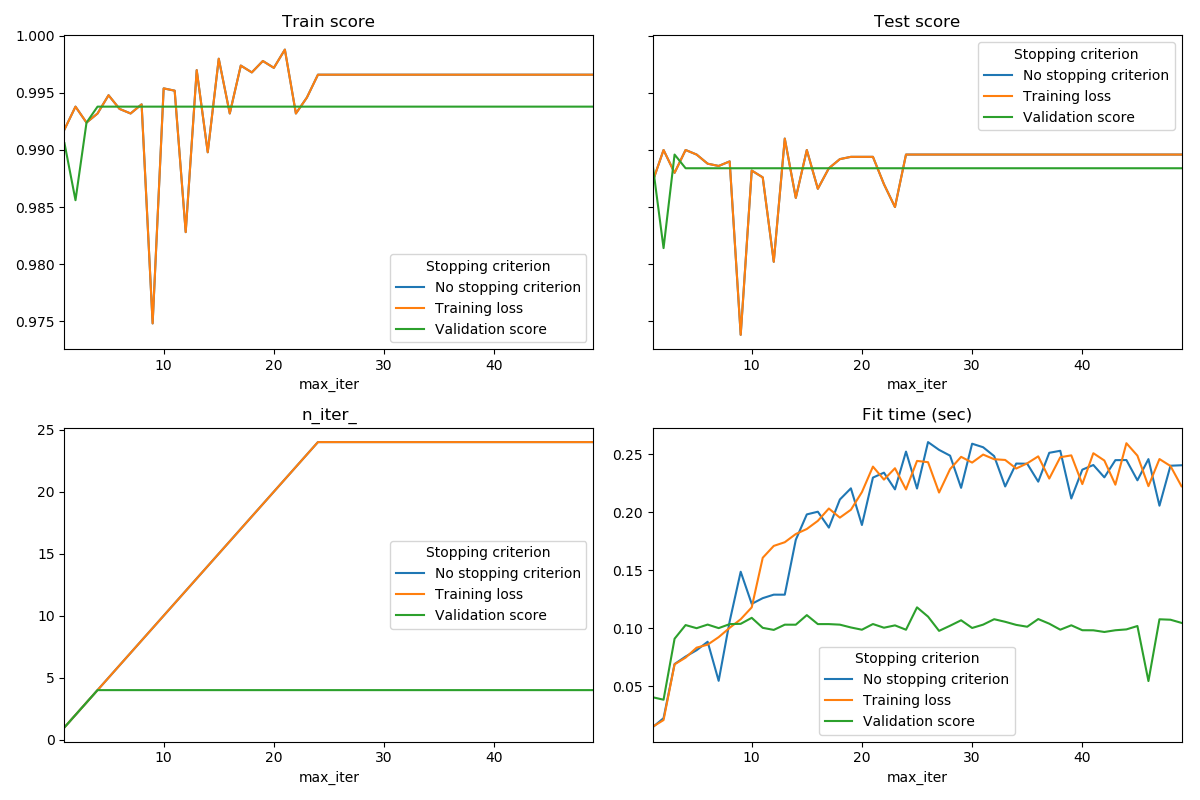 Train score
1.000
0.995
0.990
0.985
0.980
0.975
10
20
30
40
max_iter
Stopping criterion
No stopping criterion
Training loss
Validation score
Test score
10
20
30
40
max_iter
Stopping criterion
No stopping criterion
Training loss
Validation score
n_iter_
25
20
15
10
5
0
10
20
30
40
max_iter
Stopping criterion
No stopping criterion
Training loss
Validation score
Fit time (sec)
0.25
0.20
0.15
0.10
0.05
10
20
30
40
max_iter
Stopping criterion
No stopping criterion
Training loss
Validation score